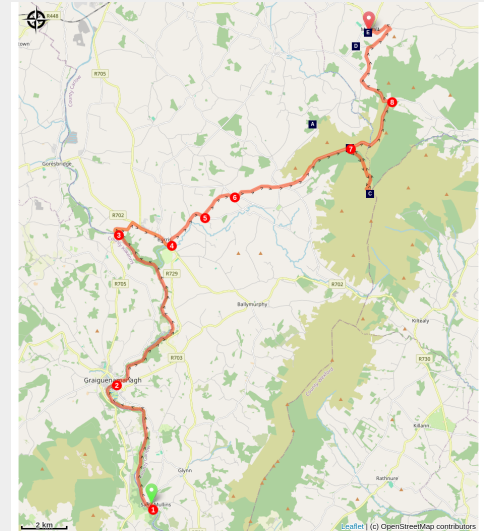 R448
E
D
R705
8
A
7
Goresbridge
C
6
R702
5
3
4
R729
R702
R705
Ballymurphy
Kiltealy
R703
R730
Graiguenamanagh
2
Killann
Glynn
Rathnure
1
2 km
Leaflet | (c) OpenStreetMap contributors